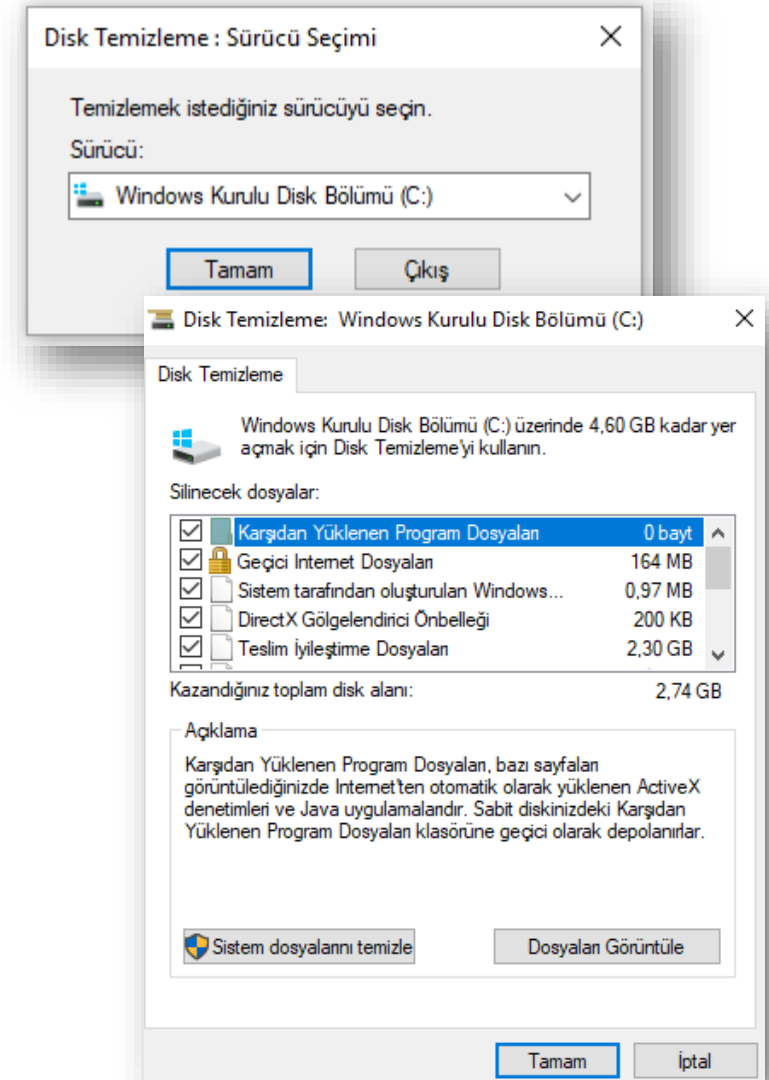 Disk Temizleme : Sürücü Seçimi
Temizlemek istediğiniz sürücüyü seçin.
Sürücü:
Windows Kurulu Disk Bölümü (C:)
Tamam
Çıkış
Disk Temizleme: Windows Kurulu Disk Bölümü (C:)
Disk Temizleme
Windows Kurulu Disk Bölümü (C:) üzerinde 4,60 GB kadar yer
açmak için Disk Temizleme'yi kullanın.
Silinecek dosyalar:
Karşıdan Yüklenen Program Dosyaları 0 bayt
Geçici Internet Dosyaları 164 MB
Sistem tarafından oluşturulan Windows... 0,97 MB
DirectX Gölgelendirici Önbelleği 200 KB
Teslim İyileştirme Dosyaları 2,30 GB
Kazandığınız toplam disk alanı: 2,74 GB
Açıklama
Karşıdan Yüklenen Program Dosyaları, bazı sayfaları
görüntülediğinizde Internet'ten otomatik olarak yüklenen ActiveX
denetimleri ve Java uygulamalarıdır. Sabit diskinizdeki Karşıdan
Yüklenen Program Dosyaları klasörüne geçici olarak depolanırlar.
Sistem dosyalarını temizle
Dosyaları Görüntüle
Tamam
İptal